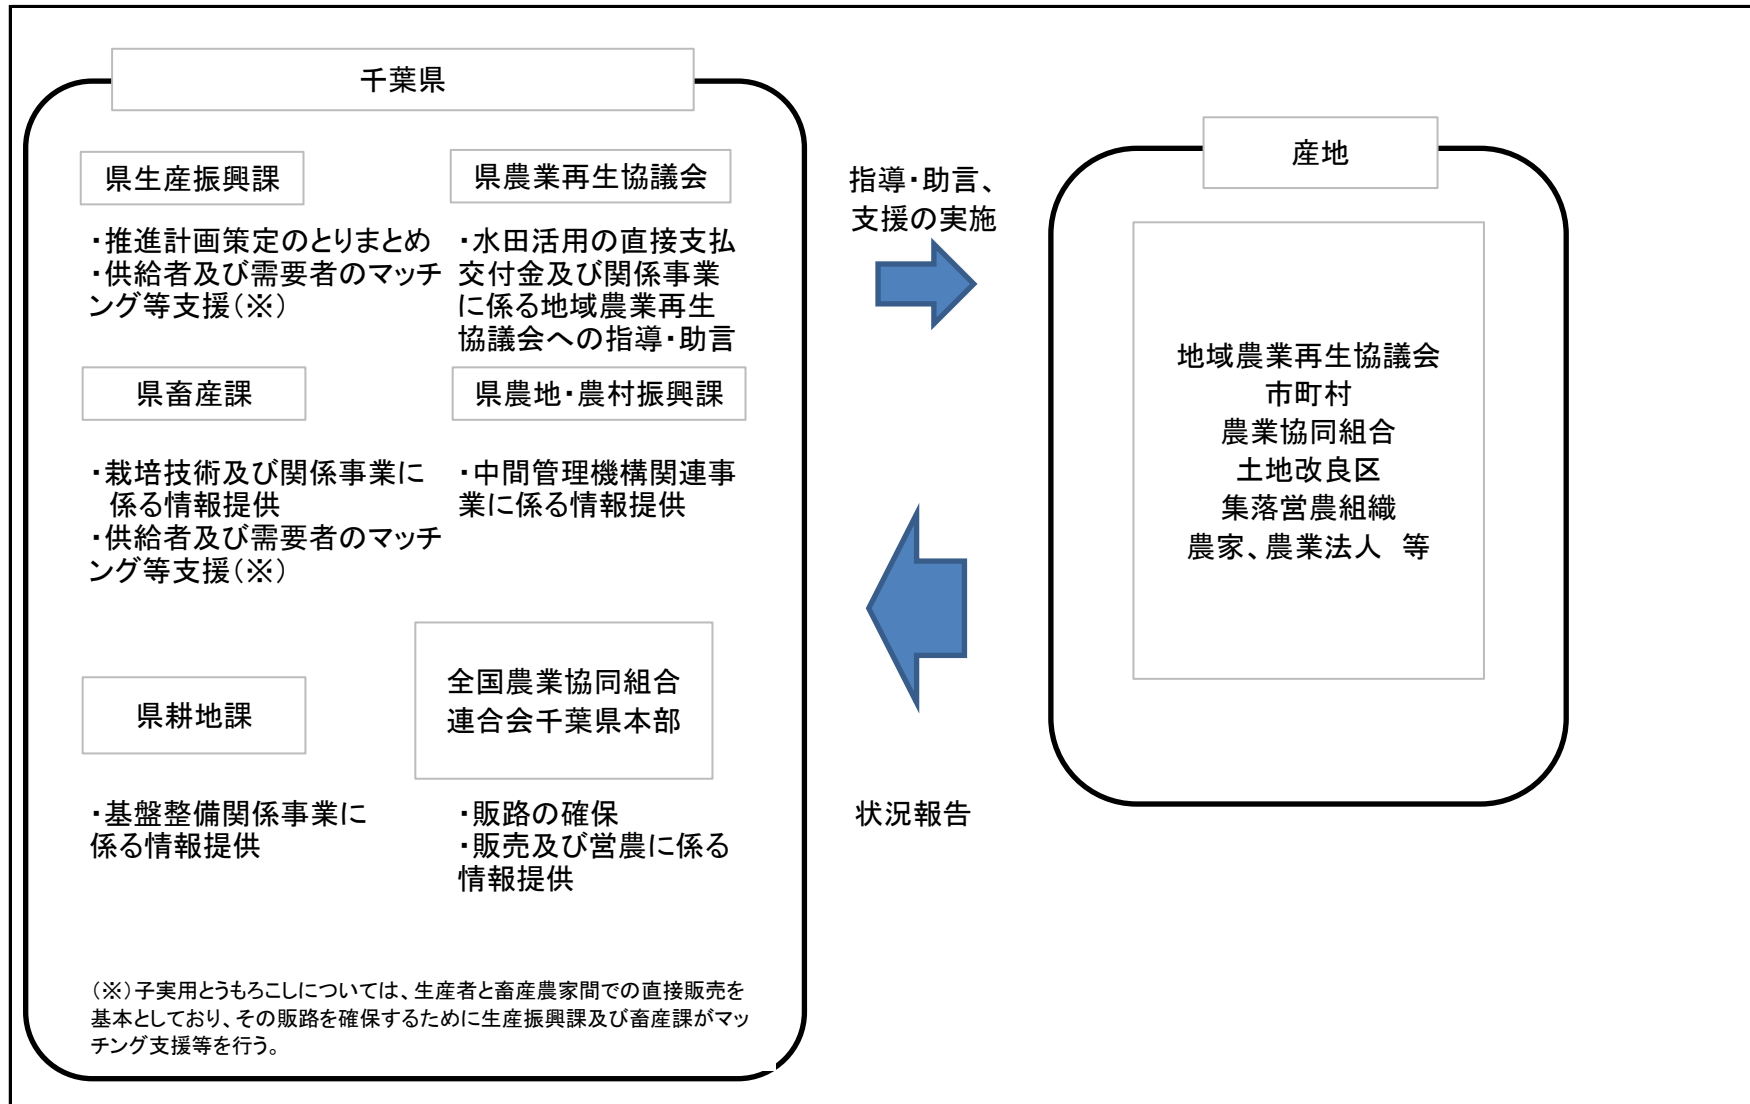 千葉県
県生産振興課
・推進計画策定のとりまとめ
・供給者及び需要者のマッチ
ング等支援（※）
県農業再生協議会
・水田活用の直接支払
交付金及び関係事業
に係る地域農業再生
協議会への指導・助言
県畜産課
・栽培技術及び関係事業に
係る情報提供
・供給者及び需要者のマッチ
ング等支援（※）
県農地・農村振興課
・中間管理機構関連事
業に係る情報提供
県耕地課
・基盤整備関係事業に
係る情報提供
全国農業協同組合
連合会千葉県本部
・販路の確保
・販売及び営農に係る
情報提供
（※）子実用とうもろこしについては、生産者と畜産農家間での直接販売を
基本としており、その販路を確保するために生産振興課及び畜産課がマッ
チング支援等を行う。
指導・助言、
支援の実施
状況報告
産地
地域農業再生協議会
市町村
農業協同組合
土地改良区
集落営農組織
農家、農業法人　等